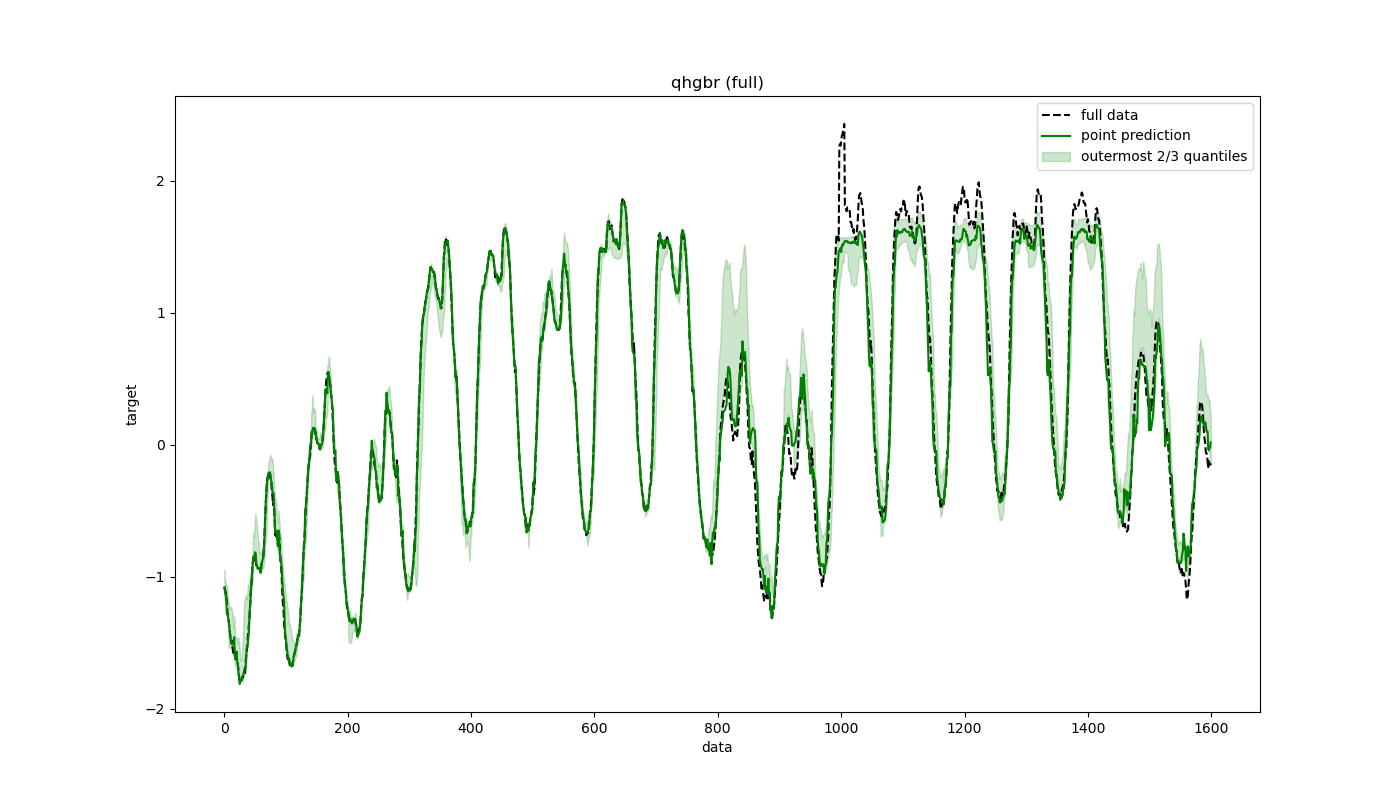 qhgbr (full)
full data
point prediction
outermost 2/3 quantiles
target
2
1
0
−1
−2
0 200 400 600 800 1000 1200 1400 1600
data